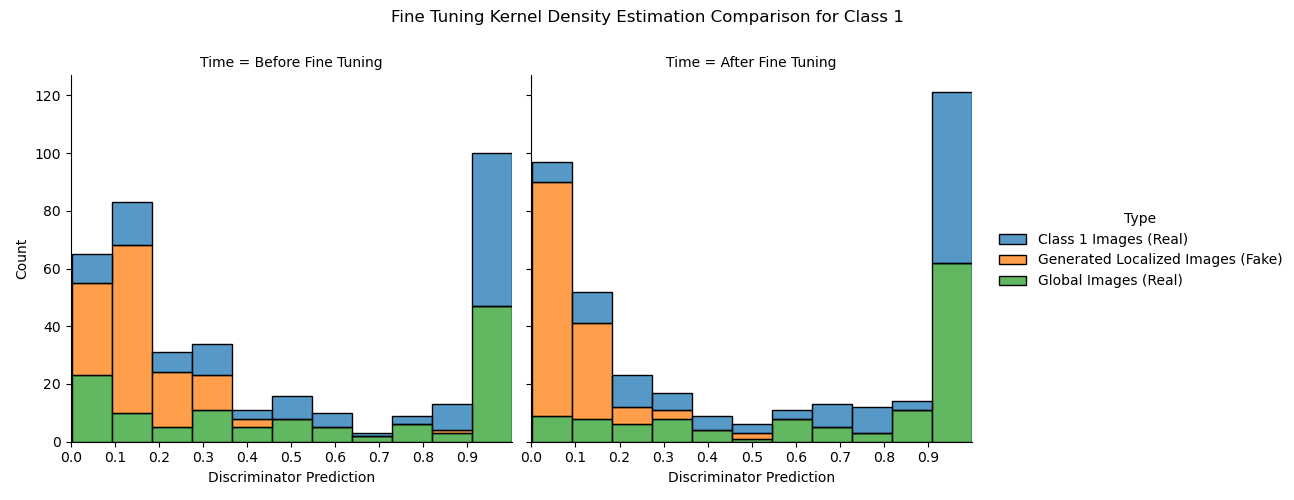 Fine Tuning Kernel Density Estimation Comparison for Class 1
Time = Before Fine Tuning
Time = After Fine Tuning
120
100
80
60
40
20
0
Count
0.0 0.1 0.2 0.3 0.4 0.5 0.6 0.7 0.8 0.9
Discriminator Prediction
0.0 0.1 0.2 0.3 0.4 0.5 0.6 0.7 0.8 0.9
Discriminator Prediction
Type
Class 1 Images (Real)
Generated Localized Images (Fake)
Global Images (Real)